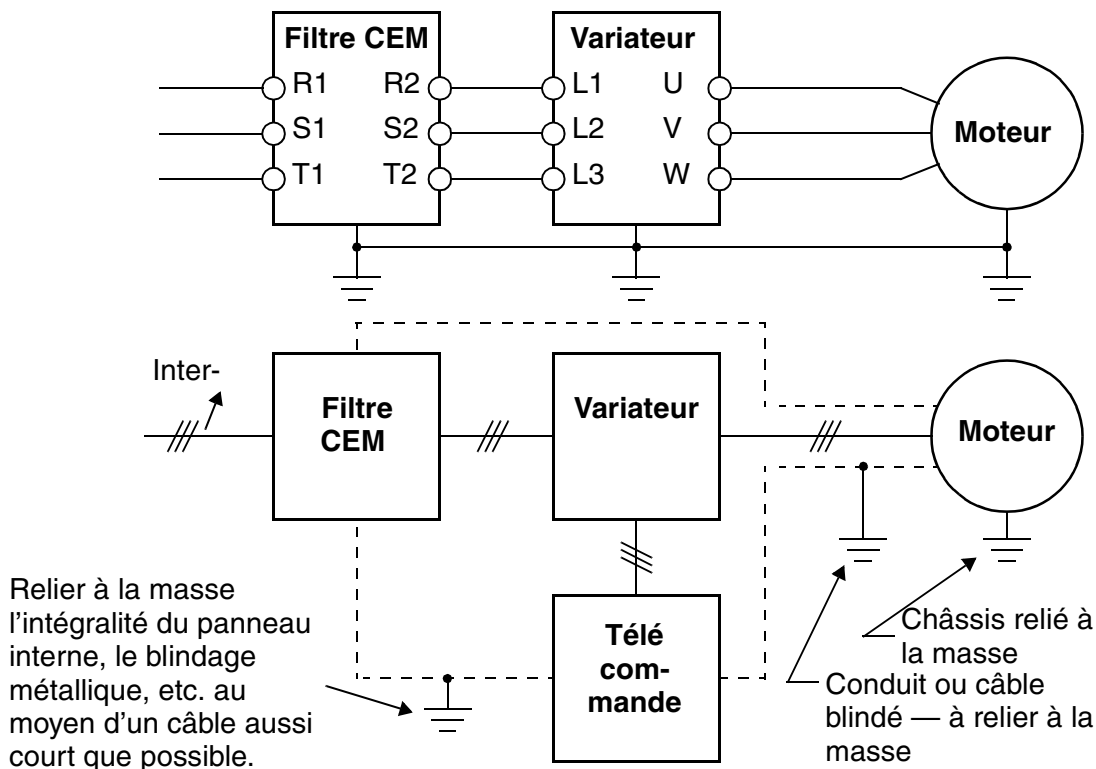 Filtre CEM
Variateur
R1 R2 L1 U
S1 S2 L2 V
T1 T2 L3 W
Moteur
Inter-
Filtre
CEM
Variateur
Moteur
Relier à la masse
l'intégralité du panneau
interne, le blindage
métallique, etc. au
moyen d'un câble aussi
court que possible.
Télé
com-
mande
Châssis relié à
la masse
Conduit ou câble
blindé — à relier à la
masse